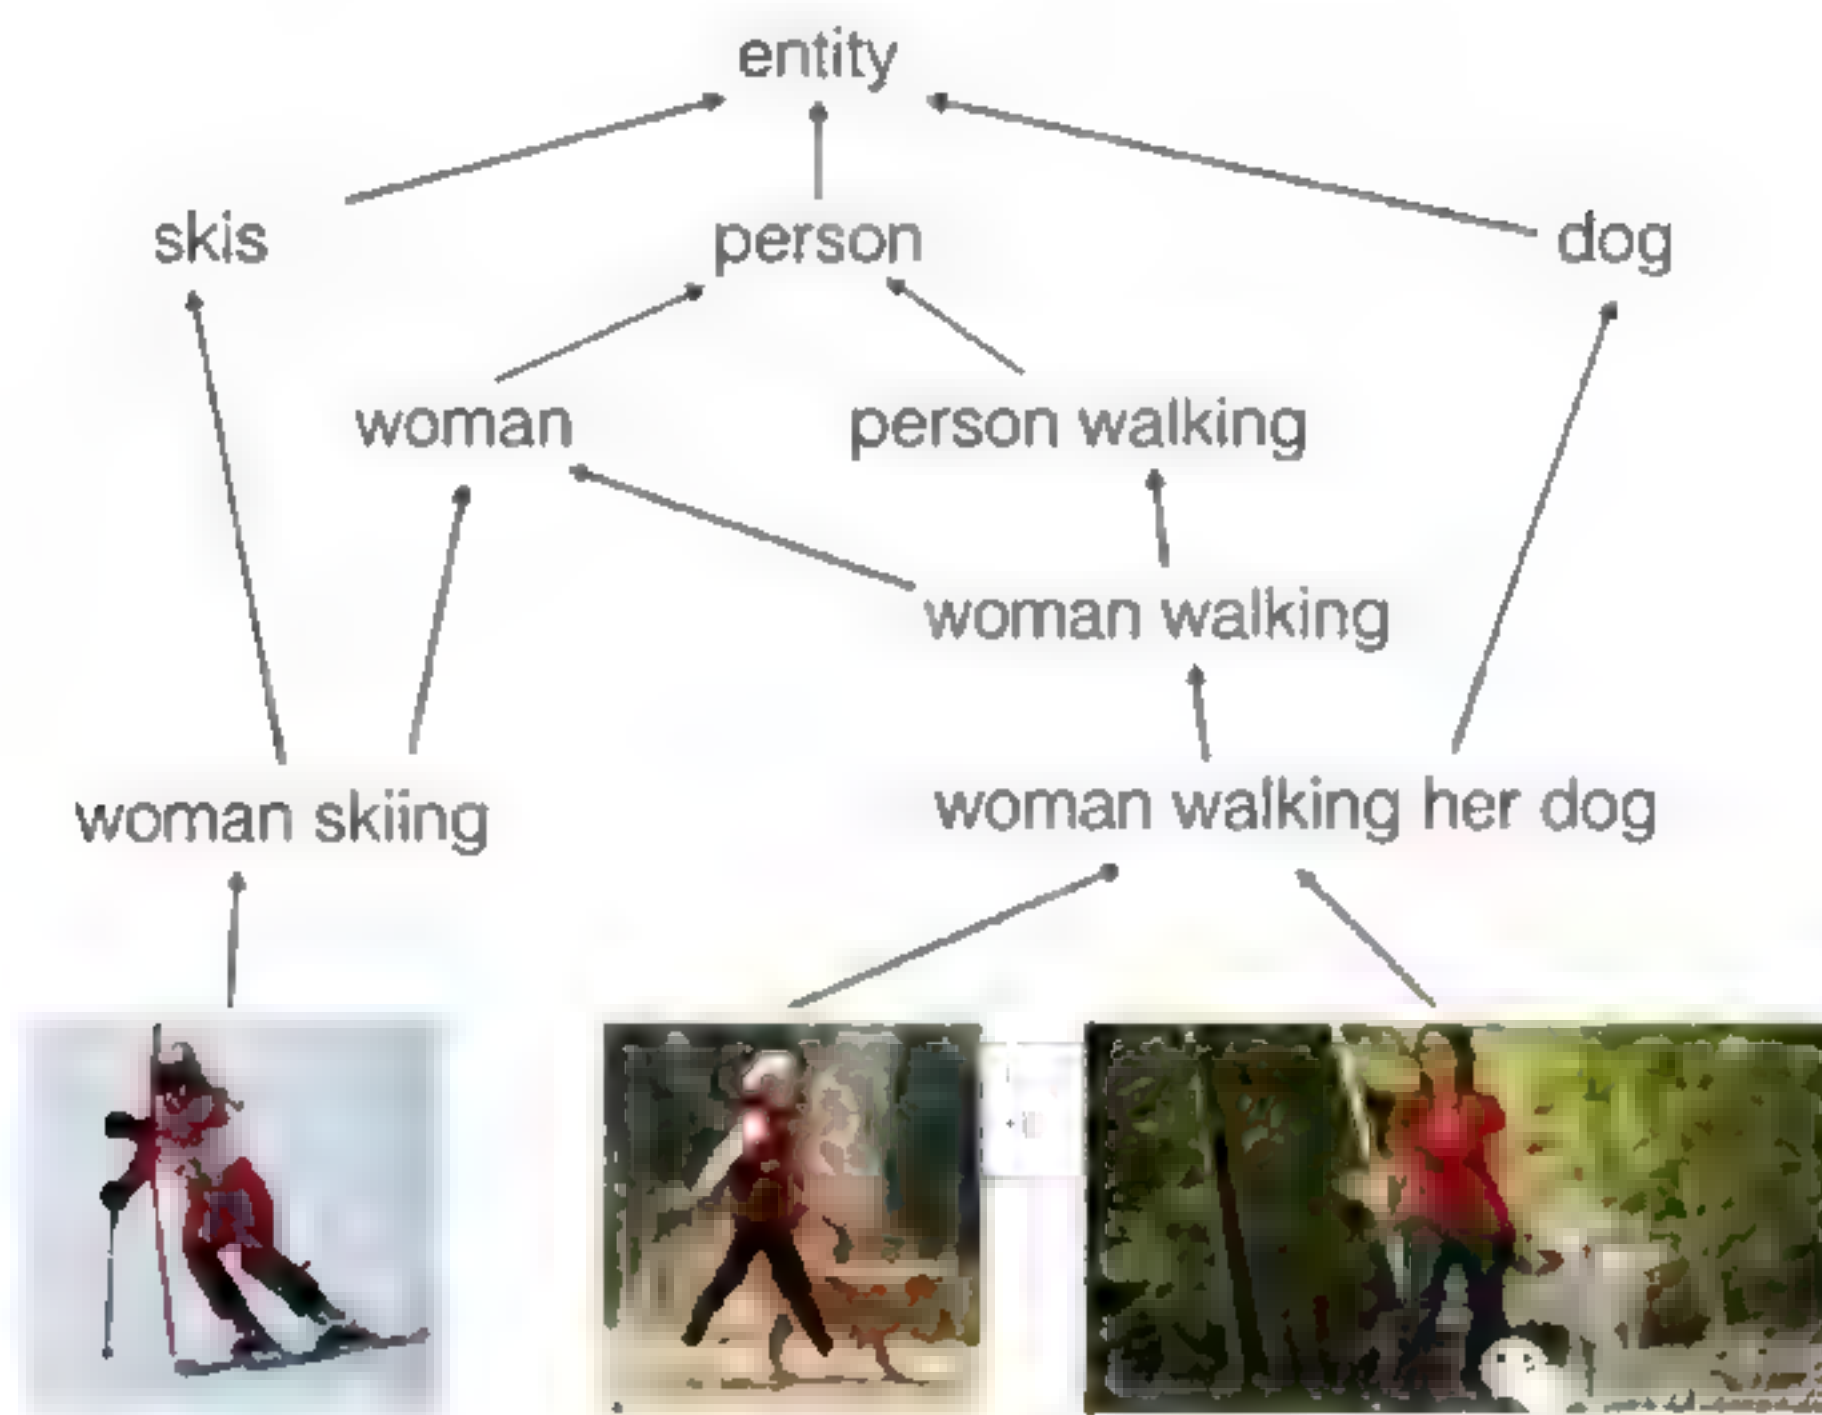 entity
skis person dog
woman person walking
woman walking
woman skiing woman walking her dog